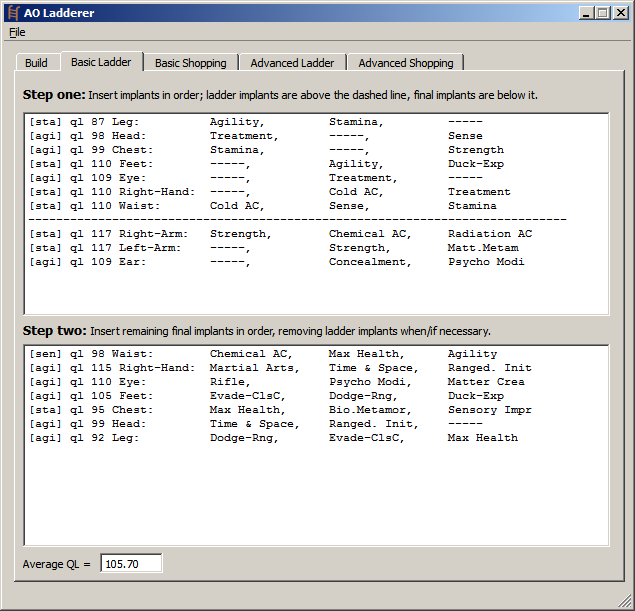 AO Ladderer
File
Build Basic Ladder Basic Shopping Advanced Ladder Advanced Shopping
Step one: Insert implants in order; ladder implants are above the dashed line, final implants are below it.
[sta] ql 87 Leg: Agility, Stamina, -----
[agi] ql 98 Head: Treatment, -----, Sense
[agi] ql 99 Chest: Stamina, -----, Strength
[sta] ql 110 Feet: -----, Agility, Duck-Exp
[agi] ql 109 Eye: -----, Treatment, -----
[sta] ql 110 Right-Hand: -----, Cold AC, Treatment
[sta] ql 110 Waist: Cold AC, Sense, Stamina
-----------------------------------------------------------------------------
[sta] ql 117 Right-Arm: Strength, Chemical AC, Radiation AC
[sta] ql 117 Left-Arm: -----, Strength, Matt.Metam
[agi] ql 109 Ear: -----, Concealment, Psycho Modi
Step two: Insert remaining final implants in order, removing ladder implants when/if necessary.
[sen] ql 98 Waist: Chemical AC, Max Health, Agility
[agi] ql 115 Right-Hand: Martial Arts, Time & Space, Ranged. Init
[agi] ql 110 Eye: Rifle, Psycho Modi, Matter Crea
[agi] ql 105 Feet: Evade-ClsC, Dodge-Rng, Duck-Exp
[sta] ql 95 Chest: Max Health, Bio.Metamor, Sensory Impr
[agi] ql 99 Head: Time & Space, Ranged. Init, -----
[agi] ql 92 Leg: Dodge-Rng, Evade-ClsC, Max Health
Average QL = 105.70